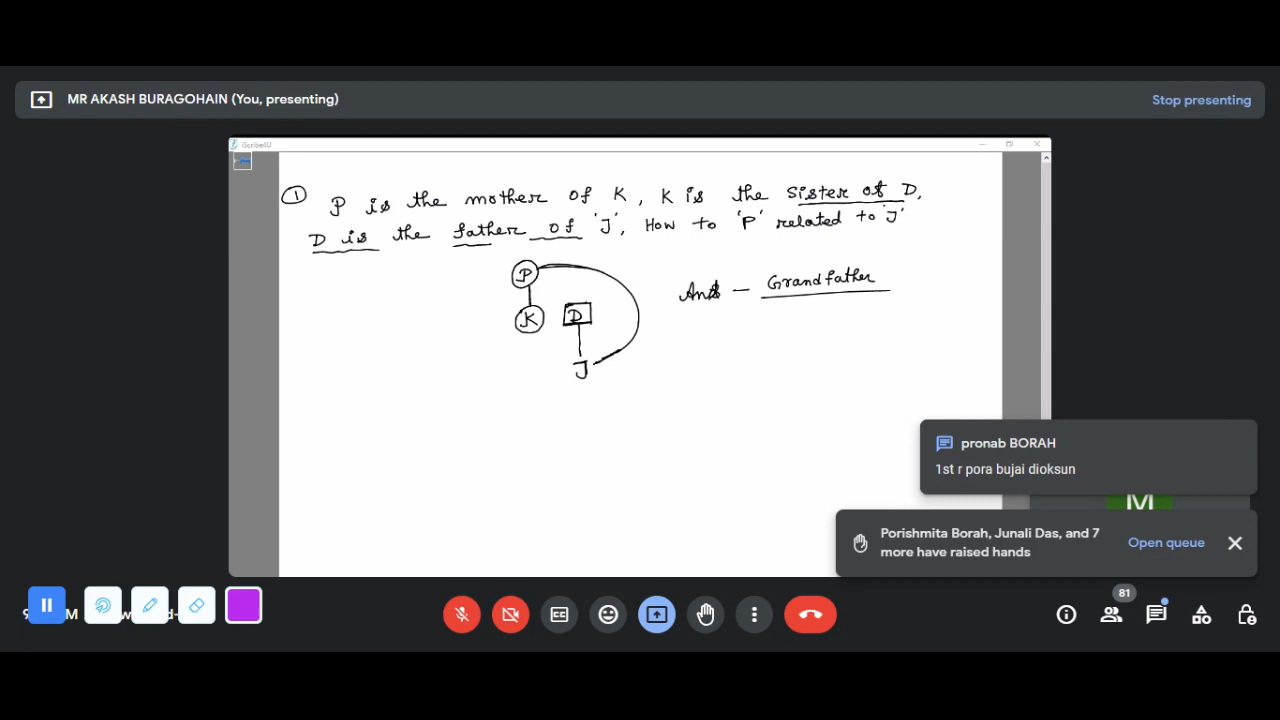 MR AKASH BURAGOHAIN (You, presenting)
Stop presenting
① P is the mother of K, K is the sister of D,
D is the father of 'J', How to 'P' related to 'J'
P
Ans - Grandfather
K D
J
pronab BORAH
1st r pora bujai dioksun
M
Porishmita Borah, Junali Das, and 7
more have raised hands
Open queue
81